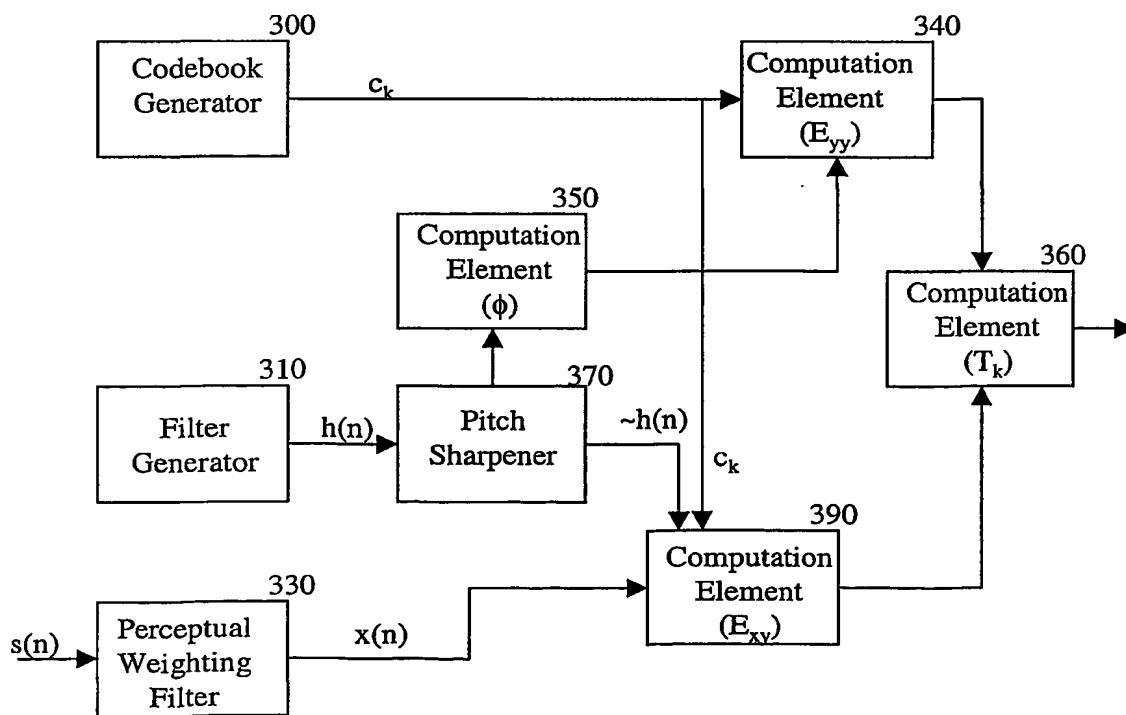 300
Codebook
Generator
c_k
340
Computation
Element
(E_yy)
350
Computation
Element
(ϕ)
360
Computation
Element
(T_k)
310
Filter
Generator
h(n)
370
Pitch
Sharpener
~h(n)
c_k
390
Computation
Element
(E_xy)
330
s(n)
Perceptual
Weighting
Filter
x(n)